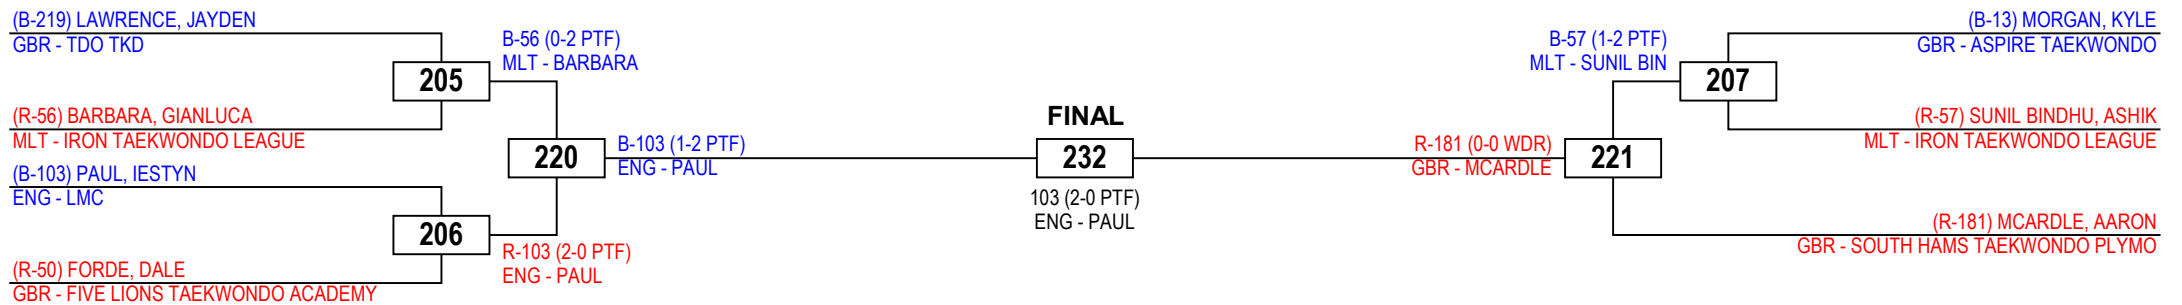 (B-219) LAWRENCE, JAYDEN
GBR - TDO TKD
205
(R-56) BARBARA, GIANLUCA
MLT - IRON TAEKWONDO LEAGUE
B-56 (0-2 PTF)
MLT - BARBARA
(B-103) PAUL, IESTYN
ENG - LMC
206
(R-50) FORDE, DALE
GBR - FIVE LIONS TAEKWONDO ACADEMY
R-103 (2-0 PTF)
ENG - PAUL
220
B-103 (1-2 PTF)
ENG - PAUL
FINAL
232
103 (2-0 PTF)
ENG - PAUL
R-181 (0-0 WDR)
GBR - MCARDLE
221
B-57 (1-2 PTF)
MLT - SUNIL BIN
207
(B-13) MORGAN, KYLE
GBR - ASPIRE TAEKWONDO
(R-57) SUNIL BINDHU, ASHIK
MLT - IRON TAEKWONDO LEAGUE
(R-181) MCARDLE, AARON
GBR - SOUTH HAMS TAEKWONDO PLYMO